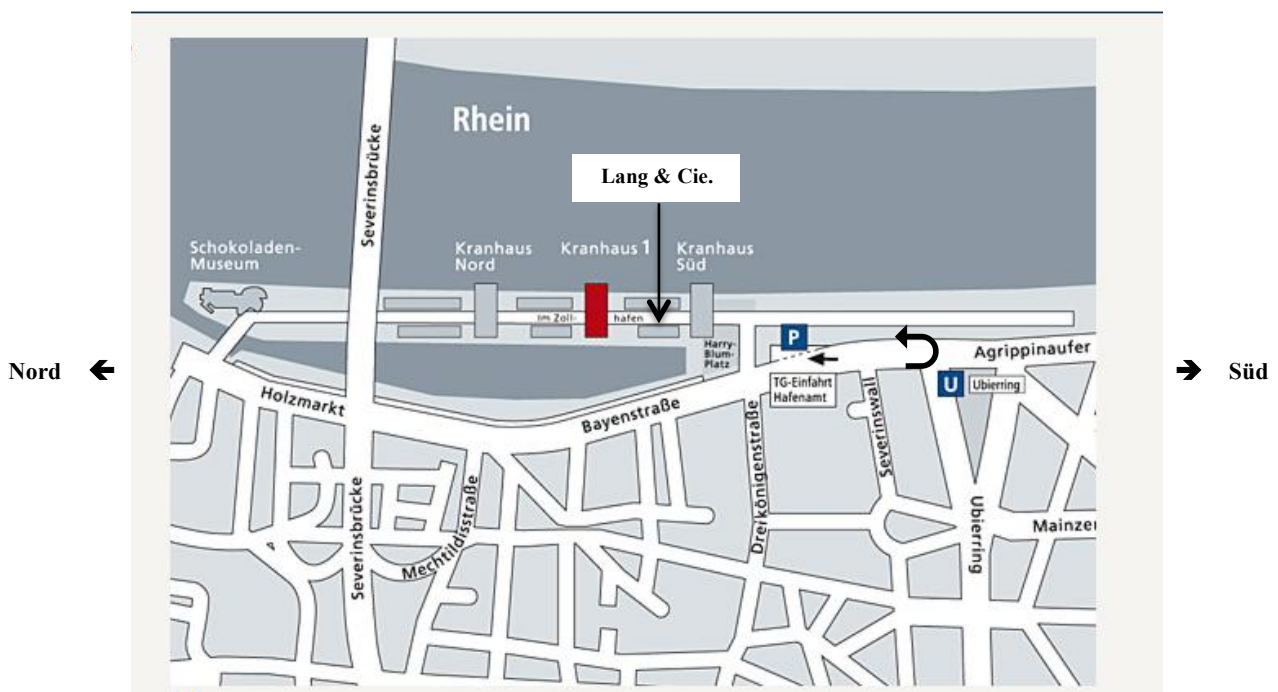 Rhein
Severinsbrücke
Lang & Cie.
Schokoladen-
Museum
Kranhaus
Nord
Kranhaus 1
Kranhaus
Süd
Im Zoll-
hafen
Harry-
Blum-
Platz
P
Agrippinaufer
Nord
Süd
TG-Einfahrt
Hafenamt
U
Ubierring
Holzmarkt
Bayenstraße
Severinswall
Dreikönigenstraße
Severinsbrücke
Mechtildisstraße
Ubierring
Mainzer